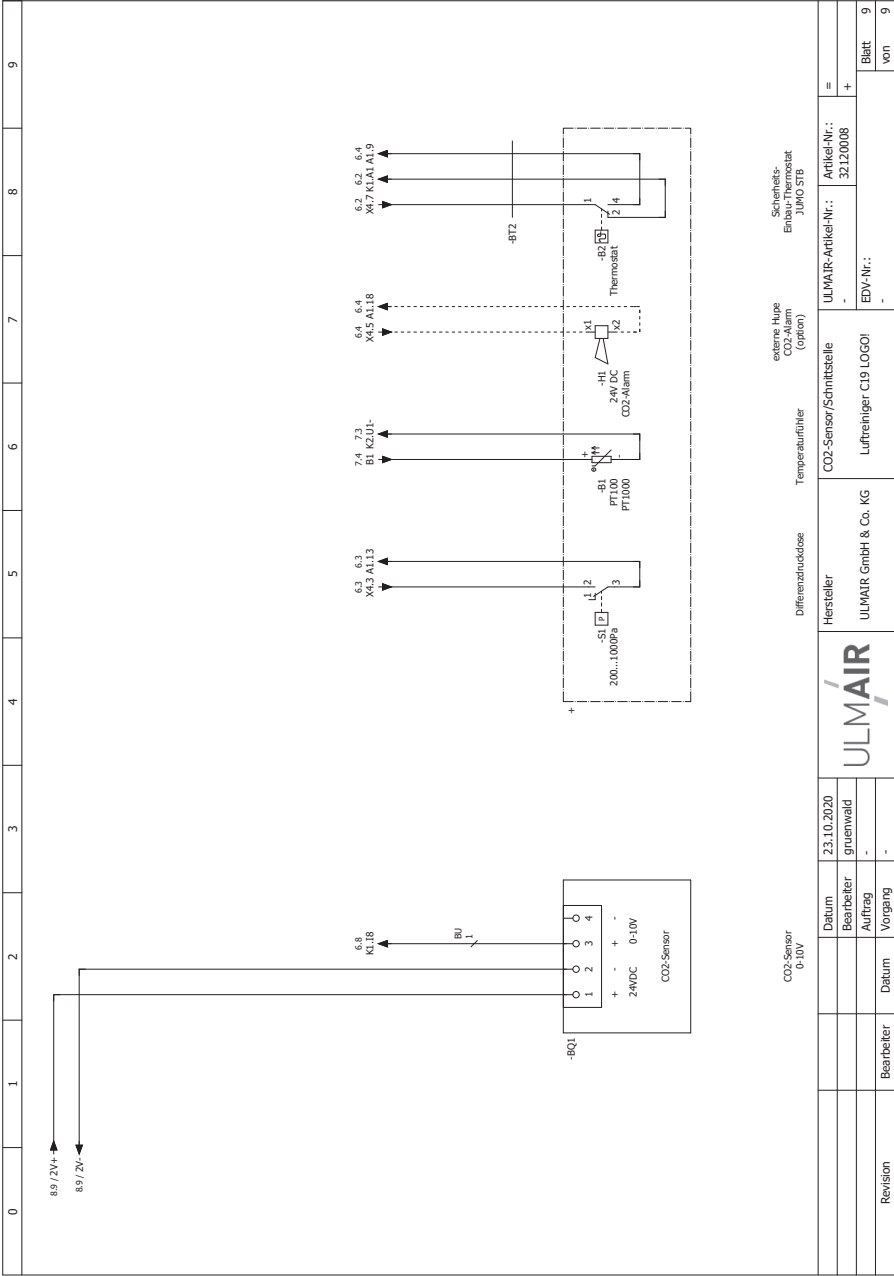 0 1 2 3 4 5 6 7 8 9
8.9 / 2V+
8.9 / 2V-
6.8
K1.I8
BU
1
-BQ1
1 2 3 4
+ - + -
24VDC 0-10V
CO2-Sensor
CO2-Sensor
0-10V
+
6.3 6.3
X4.3 A1.13
-S1
P
200...1000Pa
1 2
3
Differenzdruckdose
7.4 7.3
B1 K2.U1-
-B1
PT100
PT1000
+
-
Temperaturfühler
6.4 6.4
X4.5 A1.18
-H1
24V DC
CO2-Alarm
x1
x2
externe Hupe
CO2-Alarm
(option)
6.2 6.2 6.4
X4.7 K1.A1 A1.9
-BT2
-B2
Thermostat
1
2 4
Sicherheits-
Einbau-Thermostat
JUMO STB
Revision Bearbeiter Datum
Datum 23.10.2020
Bearbeiter gruenwald
Auftrag -
Vorgang -
ULMAIR
Hersteller
ULMAIR GmbH & Co. KG
CO2-Sensor/Schnittstelle
Luftreiniger C19 LOGO!
ULMAIR-Artikel-Nr.:
-
Artikel-Nr.:
32120008
EDV-Nr.:
-
=
+
Blatt 9
von 9